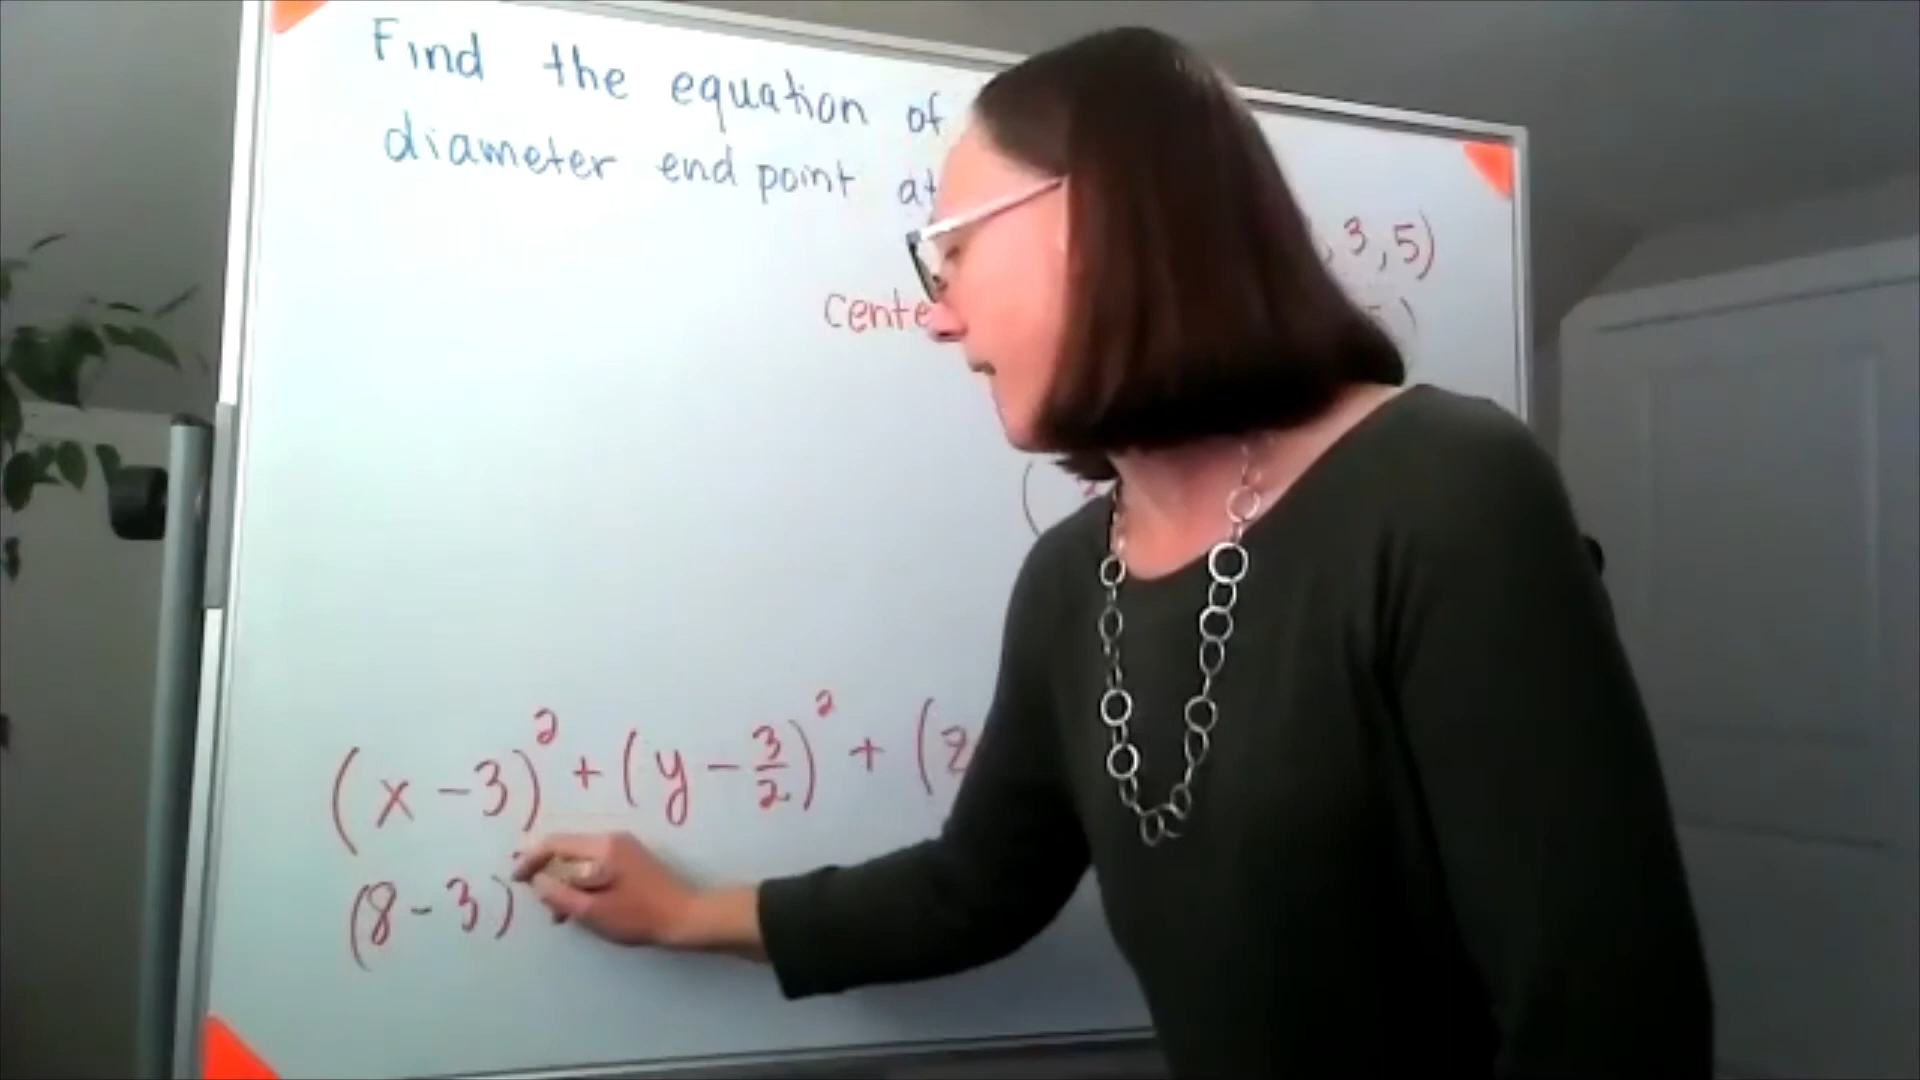 Find the equation of
diameter end point at
, 3, 5)
cente
)
(
(x - 3)² + (y - 3/2)² + (z
(8 - 3)